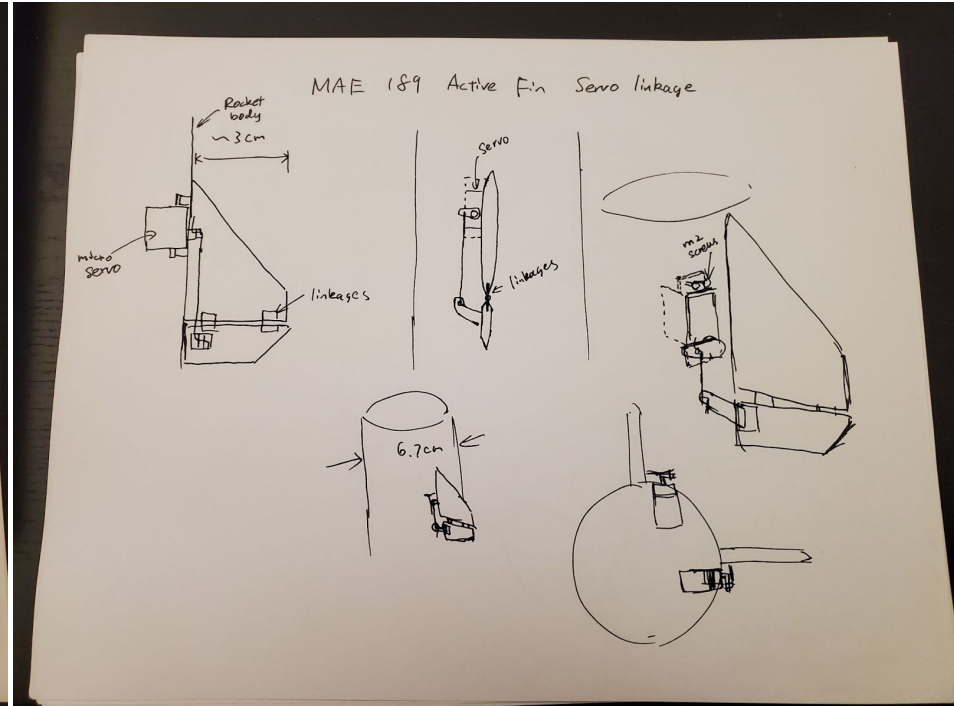 MAE 189 Active Fin Servo linkage
Rocket
body
~3cm
micro
servo
linkages
servo
linkages
m2
screws
6.7cm